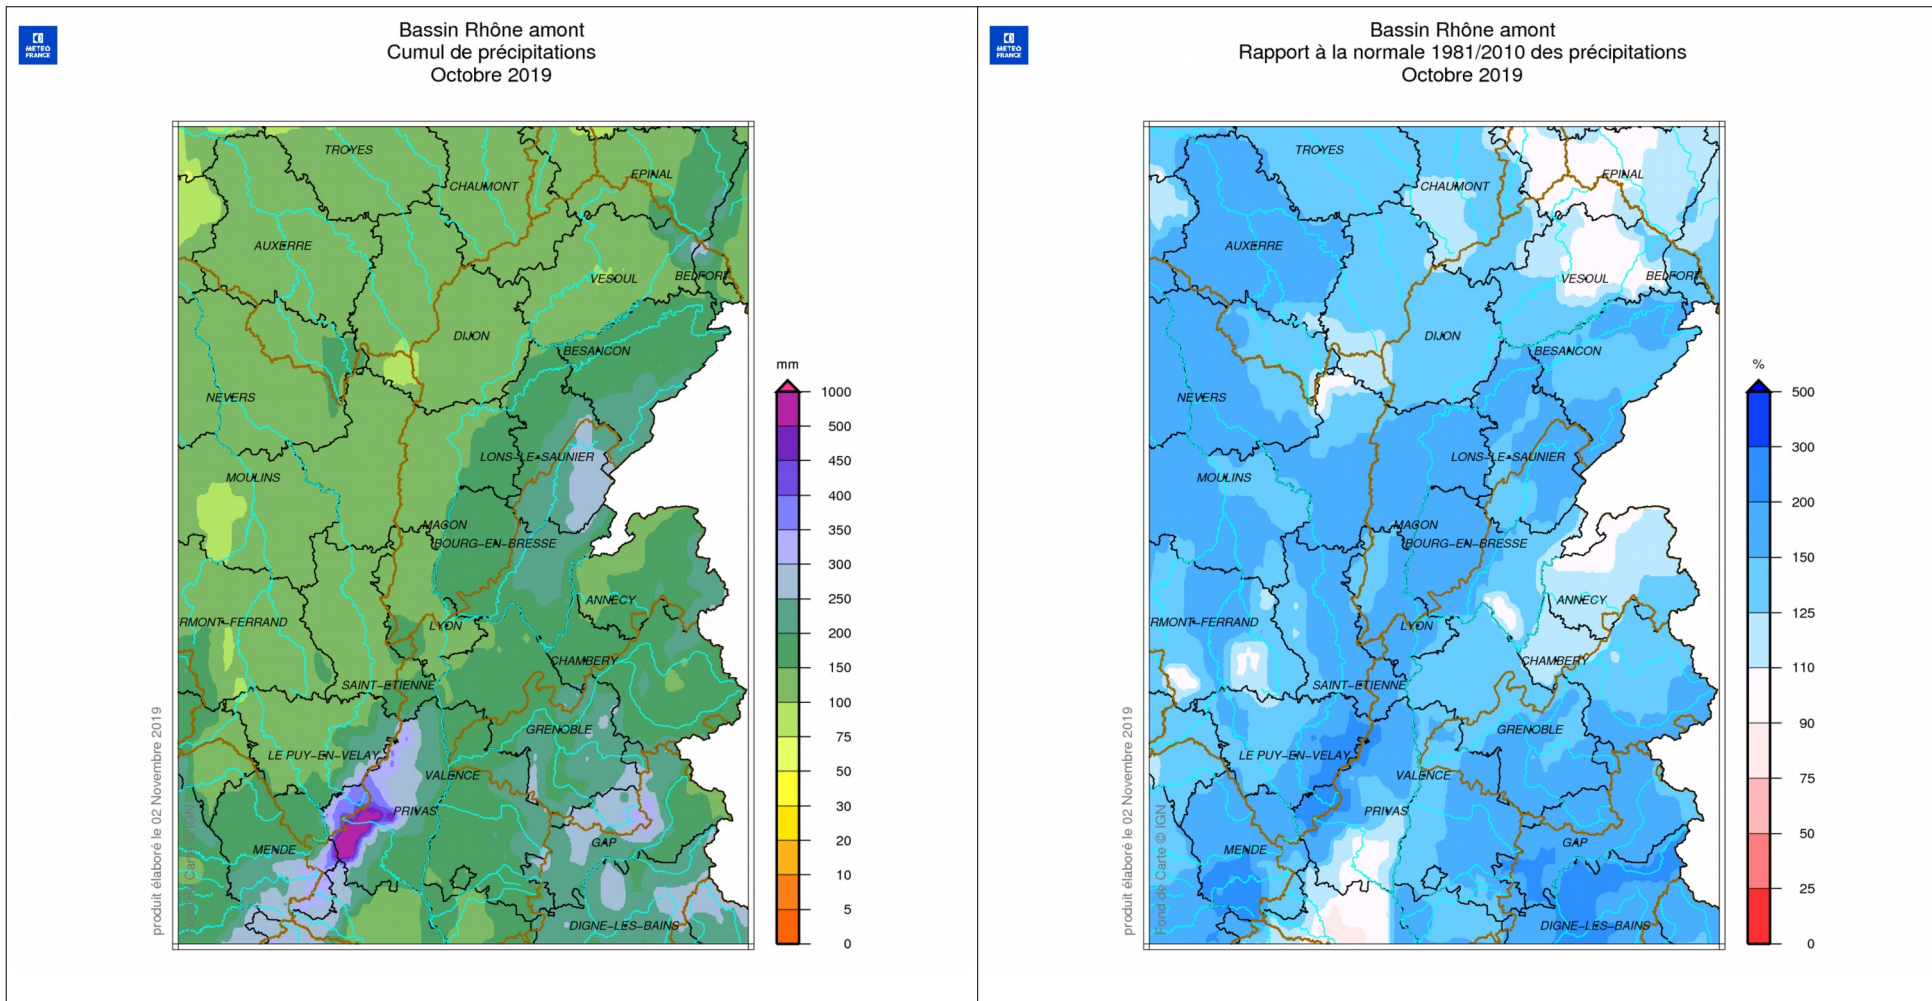 METEO
FRANCE
Bassin Rhône amont
Cumul de précipitations
Octobre 2019
TROYES
CHAUMONT
EPINAL
AUXERRE
VESOUL
BELFORT
DIJON
BESANCON
NEVERS
LONS-LE-SAUNIER
MOULINS
MACON
BOURG-EN-BRESSE
ANNECY
RMONT-FERRAND
LYON
CHAMBERY
SAINT-ETIENNE
GRENOBLE
LE PUY-EN-VELAY
VALENCE
PRIVAS
MENDE
GAP
DIGNE-LES-BAINS
produit élaboré le 02 Novembre 2019
Carte © IGN
mm
1000
500
450
400
350
300
250
200
150
100
75
50
30
20
10
5
0
METEO
FRANCE
Bassin Rhône amont
Rapport à la normale 1981/2010 des précipitations
Octobre 2019
TROYES
CHAUMONT
EPINAL
AUXERRE
VESOUL
BELFORT
DIJON
BESANCON
NEVERS
LONS-LE-SAUNIER
MOULINS
MACON
BOURG-EN-BRESSE
ANNECY
RMONT-FERRAND
LYON
CHAMBERY
SAINT-ETIENNE
GRENOBLE
LE PUY-EN-VELAY
VALENCE
PRIVAS
MENDE
GAP
DIGNE-LES-BAINS
produit élaboré le 02 Novembre 2019
Fond de Carte © IGN
%
500
300
200
150
125
110
90
75
50
25
0